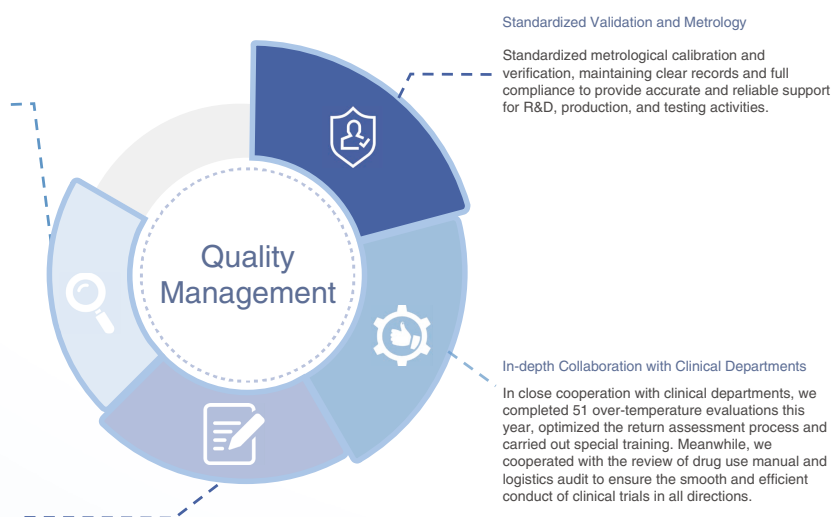 Standardized Validation and Metrology
Standardized metrological calibration and
verification, maintaining clear records and full
compliance to provide accurate and reliable support
for R&D, production, and testing activities.
Quality
Management
In-depth Collaboration with Clinical Departments
In close cooperation with clinical departments, we
completed 51 over-temperature evaluations this
year, optimized the return assessment process and
carried out special training. Meanwhile, we
cooperated with the review of drug use manual and
logistics audit to ensure the smooth and efficient
conduct of clinical trials in all directions.